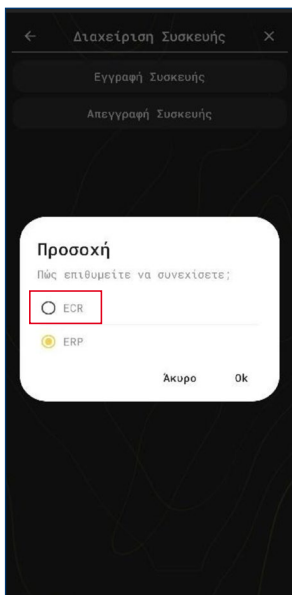 Διαχείριση Συσκευής
Εγγραφή Συσκευής
Απεγγραφή Συσκευής
Προσοχή
Πώς επιθυμείτε να συνεχίσετε;
ECR
ERP
Άκυρο Ok